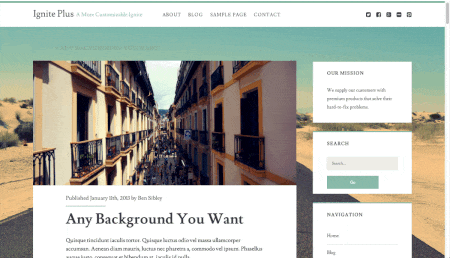 Ignite Plus A More Customizable Ignite
ABOUT BLOG SAMPLE PAGE CONTACT
OUR MISSION
We supply our customers with
premium products that solve their
hard-to-fix problems.
SEARCH
Search...
Go
Published January 11th, 2013 by Ben Sibley
Any Background You Want
Quisque tincidunt iaculis tortor. Quisque luctus odio vel massa ullamcorper
accumsan. Aenean diam mauris, luctus nec pharetra a, commodo vel ipsum. Phasellus
NAVIGATION
Home
Blog